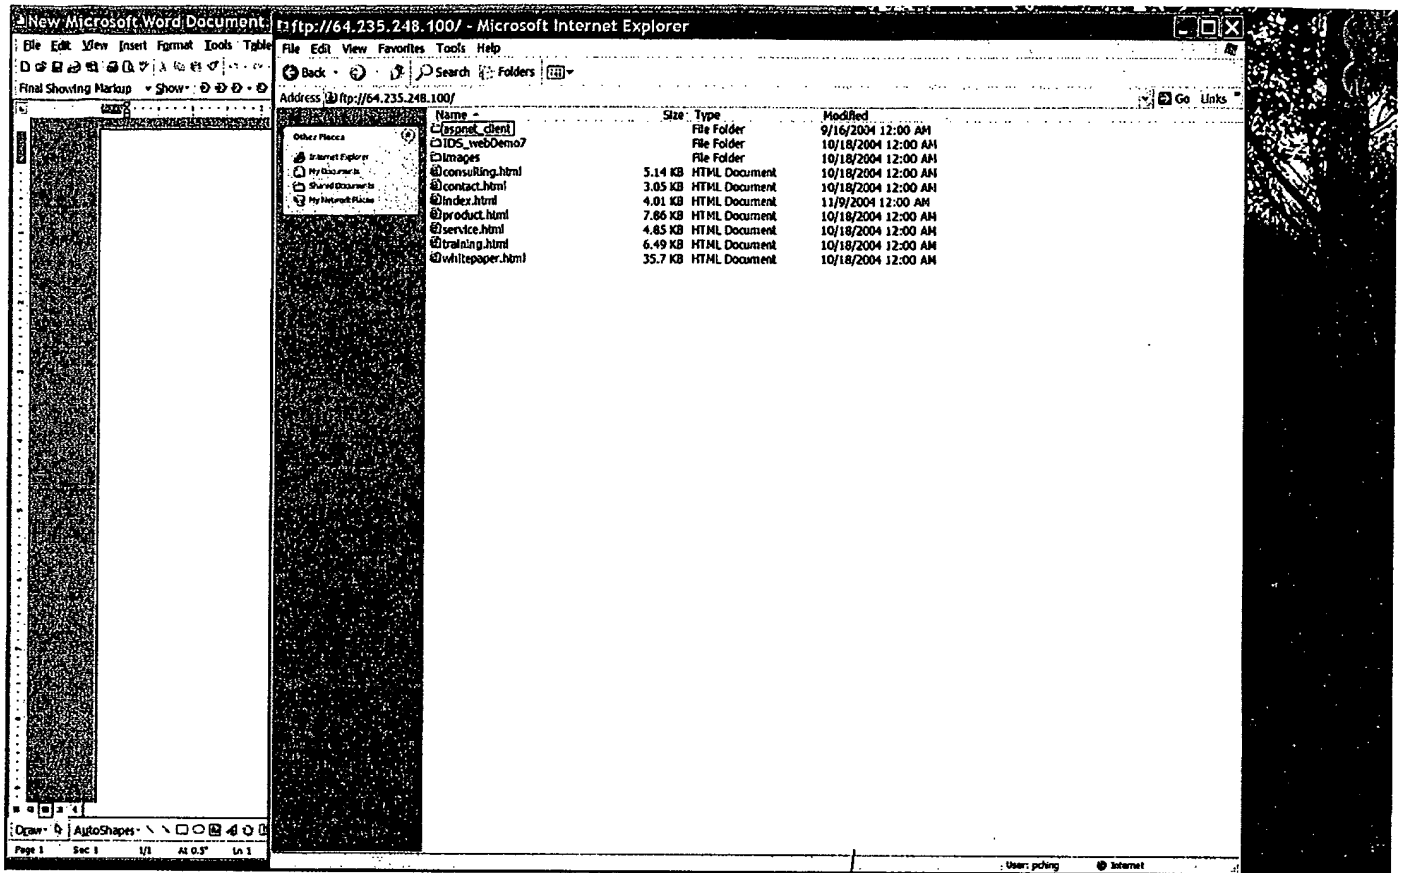 New Microsoft Word Document.
File Edit View Insert Format Tools Table
Final Showing Markup Show
Draw AutoShapes
Page 1 Sec 1 1/1 At 0.5" Ln 1
ftp://64.235.248.100/ - Microsoft Internet Explorer
File Edit View Favorites Tools Help
Back Search Folders
Address ftp://64.235.248.100/ Go Links "
Other Places
Internet Explorer
My Documents
Shared Documents
My Network Places
Name Size Type Modified
aspnet_client File Folder 9/16/2004 12:00 AM
IDS_webDemo7 File Folder 10/18/2004 12:00 AM
Images File Folder 10/18/2004 12:00 AM
consulting.html 5.14 KB HTML Document 10/18/2004 12:00 AM
contact.html 3.05 KB HTML Document 10/18/2004 12:00 AM
index.html 4.01 KB HTML Document 11/9/2004 12:00 AM
product.html 7.86 KB HTML Document 10/18/2004 12:00 AM
service.html 4.85 KB HTML Document 10/18/2004 12:00 AM
training.html 6.49 KB HTML Document 10/18/2004 12:00 AM
whitepaper.html 35.7 KB HTML Document 10/18/2004 12:00 AM
User: pching Internet